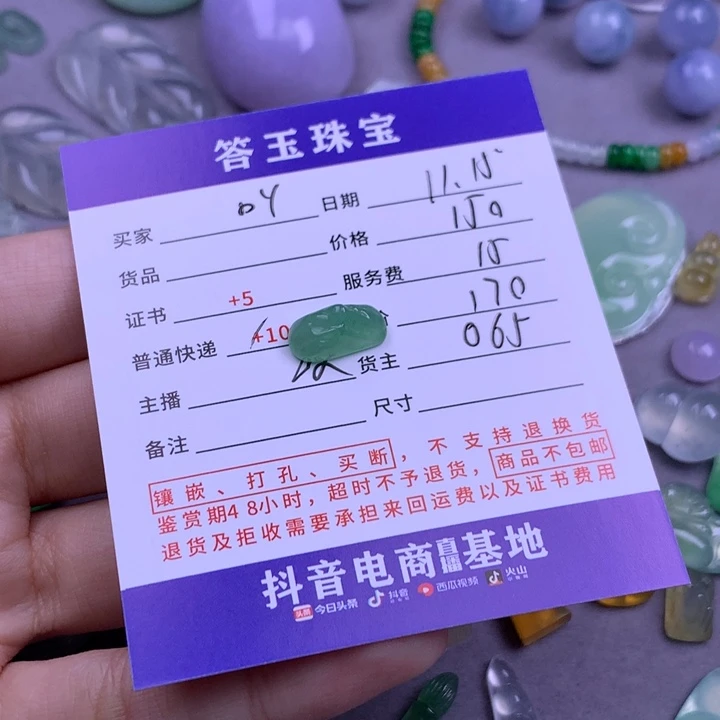 答玉珠宝
买家 04 日期 11.15
货品 价格 150
证书 +5 服务费 15
普通快递 +10 价 170
主播 货主 065
备注 尺寸
镶嵌、打孔、买断，不支持退换货
鉴赏期48小时，超时不予退货，商品不包邮
退货及拒收需要承担来回运费以及证书费用
抖音电商直播基地
头条 今日头条 抖音 西瓜视频 火山